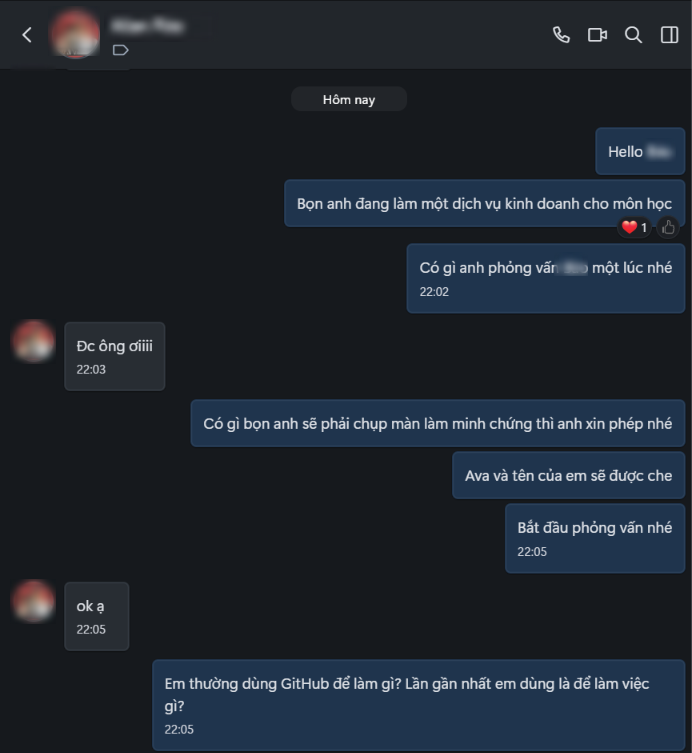 Hôm nay
Hello
Bọn anh đang làm một dịch vụ kinh doanh cho môn học
1
Có gì anh phỏng vấn một lúc nhé
22:02
Đc ông ơiiii
22:03
Có gì bọn anh sẽ phải chụp màn làm minh chứng thì anh xin phép nhé
Ava và tên của em sẽ được che
Bắt đầu phỏng vấn nhé
22:05
ok ạ
22:05
Em thường dùng GitHub để làm gì? Lần gần nhất em dùng là để làm việc
gì?
22:05